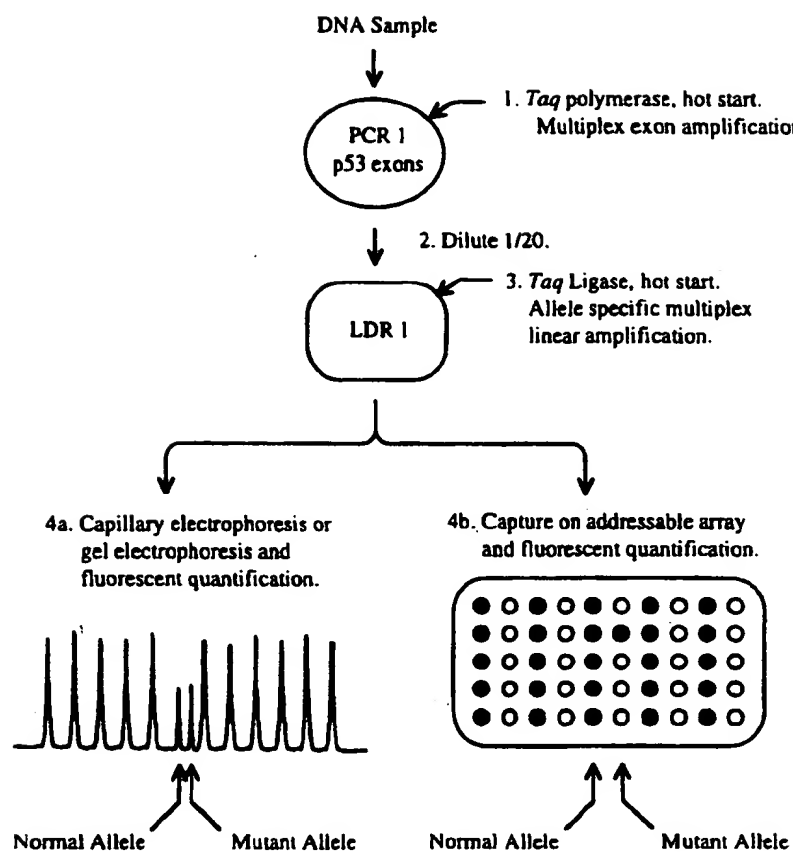 DNA Sample
1. Taq polymerase, hot start.
Multiplex exon amplification
PCR 1
p53 exons
2. Dilute 1/20.
3. Taq Ligase, hot start.
Allele specific multiplex
linear amplification.
LDR 1
4a. Capillary electrophoresis or
gel electrophoresis and
fluorescent quantification.
4b. Capture on addressable array
and fluorescent quantification.
Normal Allele
Mutant Allele
Normal Allele
Mutant Allele